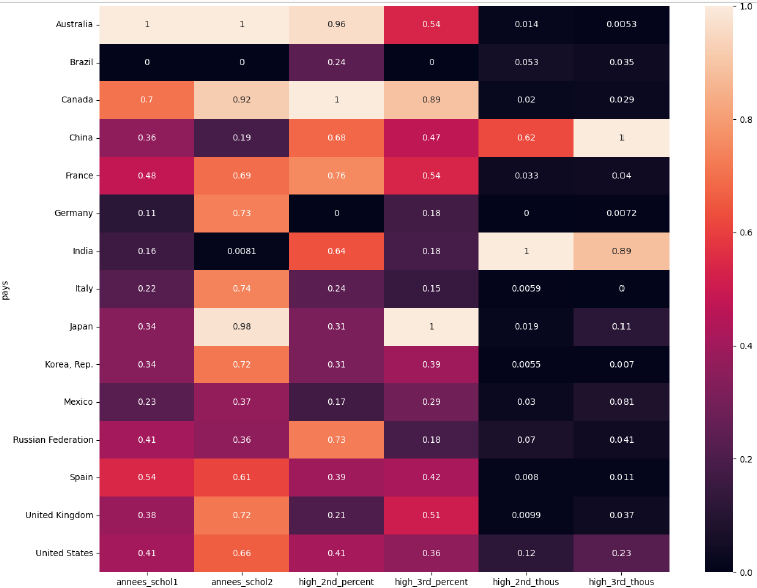 Australia 1 1 0.96 0.54 0.014 0.0053
Brazil 0 0 0.24 0 0.053 0.035
Canada 0.7 0.92 1 0.89 0.02 0.029
China 0.36 0.19 0.68 0.47 0.62 1
France 0.48 0.69 0.76 0.54 0.033 0.04
Germany 0.11 0.73 0 0.18 0 0.0072
India 0.16 0.0081 0.64 0.18 1 0.89
Italy 0.22 0.74 0.24 0.15 0.0059 0
Japan 0.34 0.98 0.31 1 0.019 0.11
Korea, Rep. 0.34 0.72 0.31 0.39 0.0055 0.007
Mexico 0.23 0.37 0.17 0.29 0.03 0.081
Russian Federation 0.41 0.36 0.73 0.18 0.07 0.041
Spain 0.54 0.61 0.39 0.42 0.008 0.011
United Kingdom 0.38 0.72 0.21 0.51 0.0099 0.037
United States 0.41 0.66 0.41 0.36 0.12 0.23
annees_schol1 annees_schol2 high_2nd_percent high_3rd_percent high_2nd_thous high_3rd_thous
pays
1.0
0.8
0.6
0.4
0.2
0.0